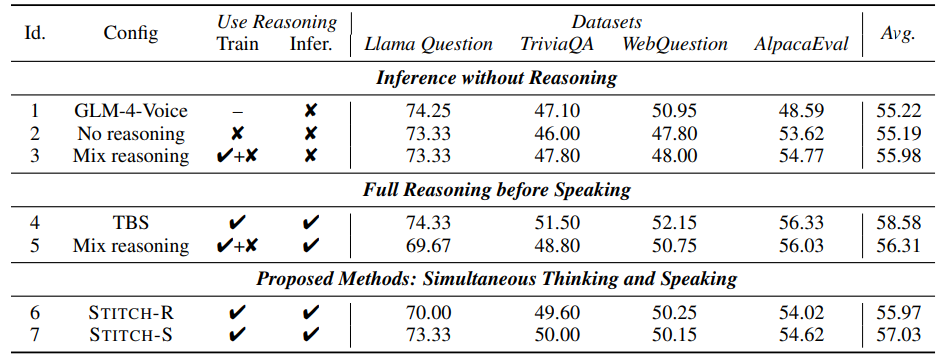 Use Reasoning Datasets
Id. Config Train Infer. Llama Question TriviaQA WebQuestion AlpacaEval Avg.
Inference without Reasoning
1 GLM-4-Voice – ✘ 74.25 47.10 50.95 48.59 55.22
2 No reasoning ✘ ✘ 73.33 46.00 47.80 53.62 55.19
3 Mix reasoning ✔+✘ ✘ 73.33 47.80 48.00 54.77 55.98
Full Reasoning before Speaking
4 TBS ✔ ✔ 74.33 51.50 52.15 56.33 58.58
5 Mix reasoning ✔+✘ ✔ 69.67 48.80 50.75 56.03 56.31
Proposed Methods: Simultaneous Thinking and Speaking
6 STITCH-R ✔ ✔ 70.00 49.60 50.25 54.02 55.97
7 STITCH-S ✔ ✔ 73.33 50.00 50.15 54.62 57.03